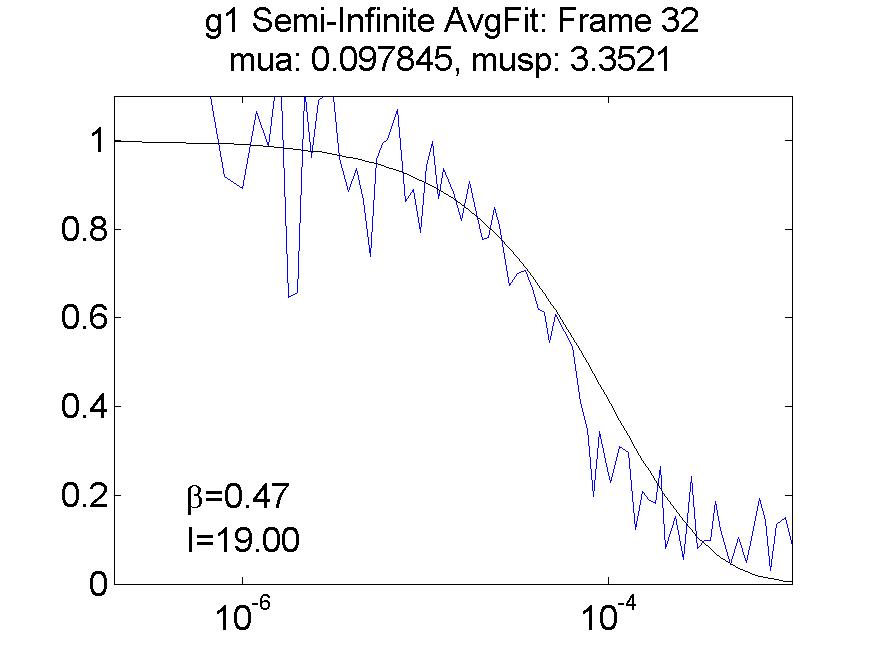 g1 Semi-Infinite AvgFit: Frame 32
mua: 0.097845, musp: 3.3521
1
0.8
0.6
0.4
0.2
0
β=0.47
I=19.00
10^-6
10^-4